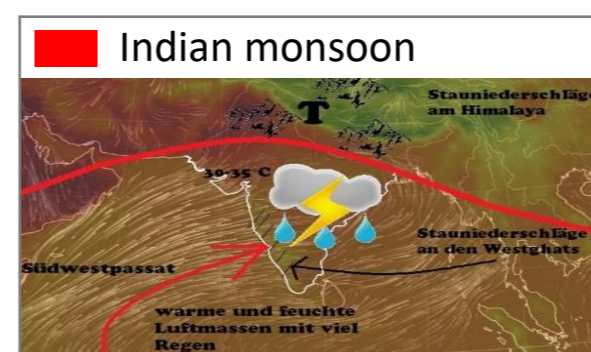 Indian monsoon
Stauniederschläge
am Himalaya
T
30-35 C
Stauniederschläge
an den Westghats
Südwestpassat
warme und feuchte
Luftmassen mit viel
Regen